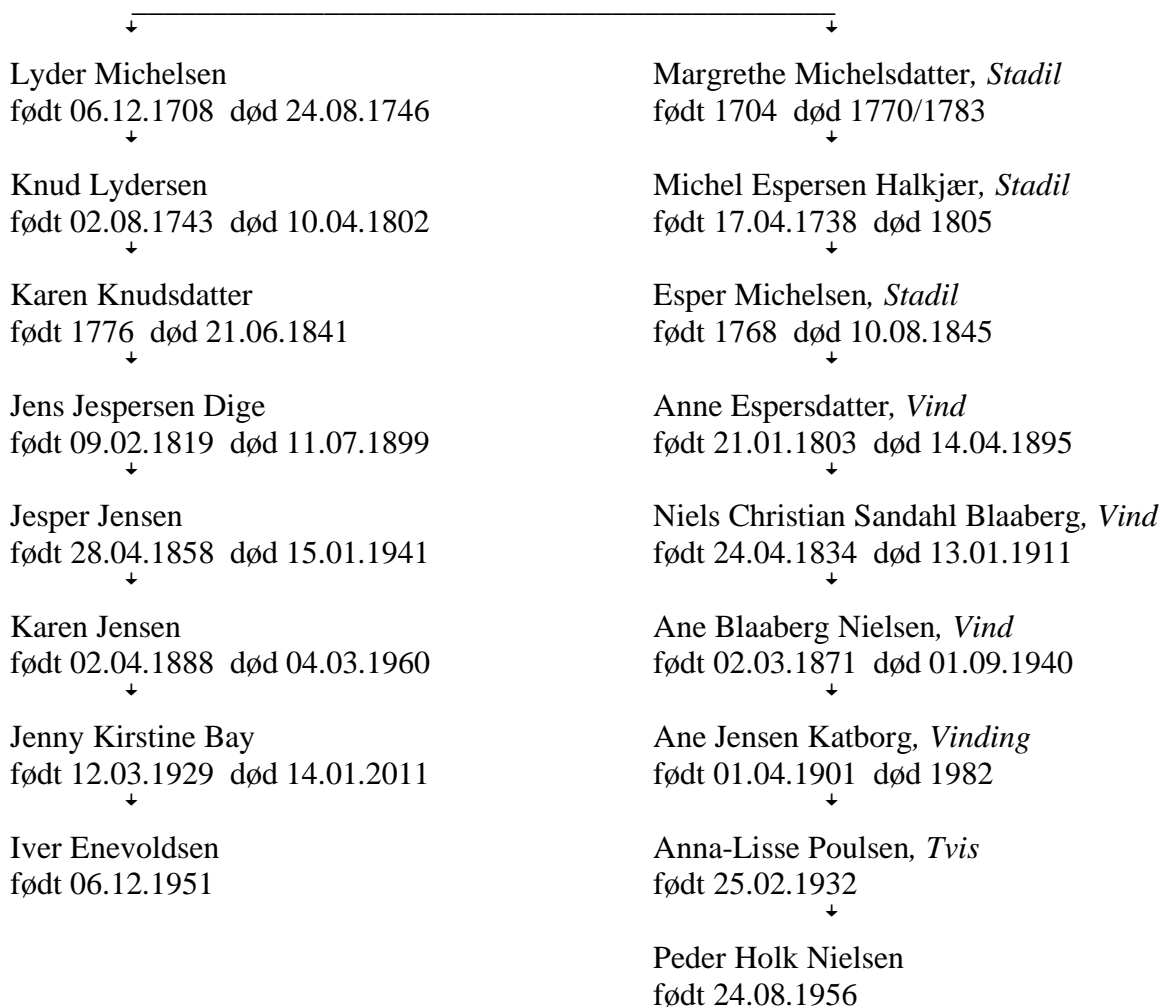 Lyder Michelsen
født 06.12.1708 død 24.08.1746
Knud Lydersen
født 02.08.1743 død 10.04.1802
Karen Knudsdatter
født 1776 død 21.06.1841
Jens Jespersen Dige
født 09.02.1819 død 11.07.1899
Jesper Jensen
født 28.04.1858 død 15.01.1941
Karen Jensen
født 02.04.1888 død 04.03.1960
Jenny Kirstine Bay
født 12.03.1929 død 14.01.2011
Iver Enevoldsen
født 06.12.1951
Margrethe Michelsdatter, Stadil
født 1704 død 1770/1783
Michel Espersen Halkjær, Stadil
født 17.04.1738 død 1805
Esper Michelsen, Stadil
født 1768 død 10.08.1845
Anne Espersdatter, Vind
født 21.01.1803 død 14.04.1895
Niels Christian Sandahl Blaaberg, Vind
født 24.04.1834 død 13.01.1911
Ane Blaaberg Nielsen, Vind
født 02.03.1871 død 01.09.1940
Ane Jensen Katborg, Vinding
født 01.04.1901 død 1982
Anna-Lisse Poulsen, Tvis
født 25.02.1932
Peder Holk Nielsen
født 24.08.1956